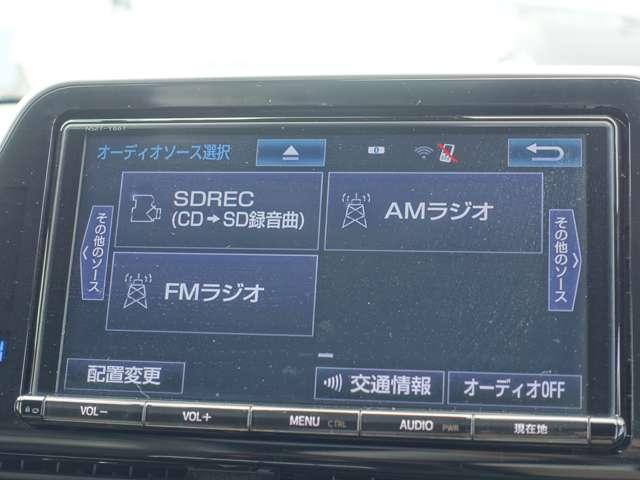 オーディオソース選択
0
SDREC
(CD→SD録音曲)
AMラジオ
その他のソース
FMラジオ
その他のソース
配置変更
交通情報
オーディオOFF
VOL−
VOL+
MENU CTRL
AUDIO PWR
現在地